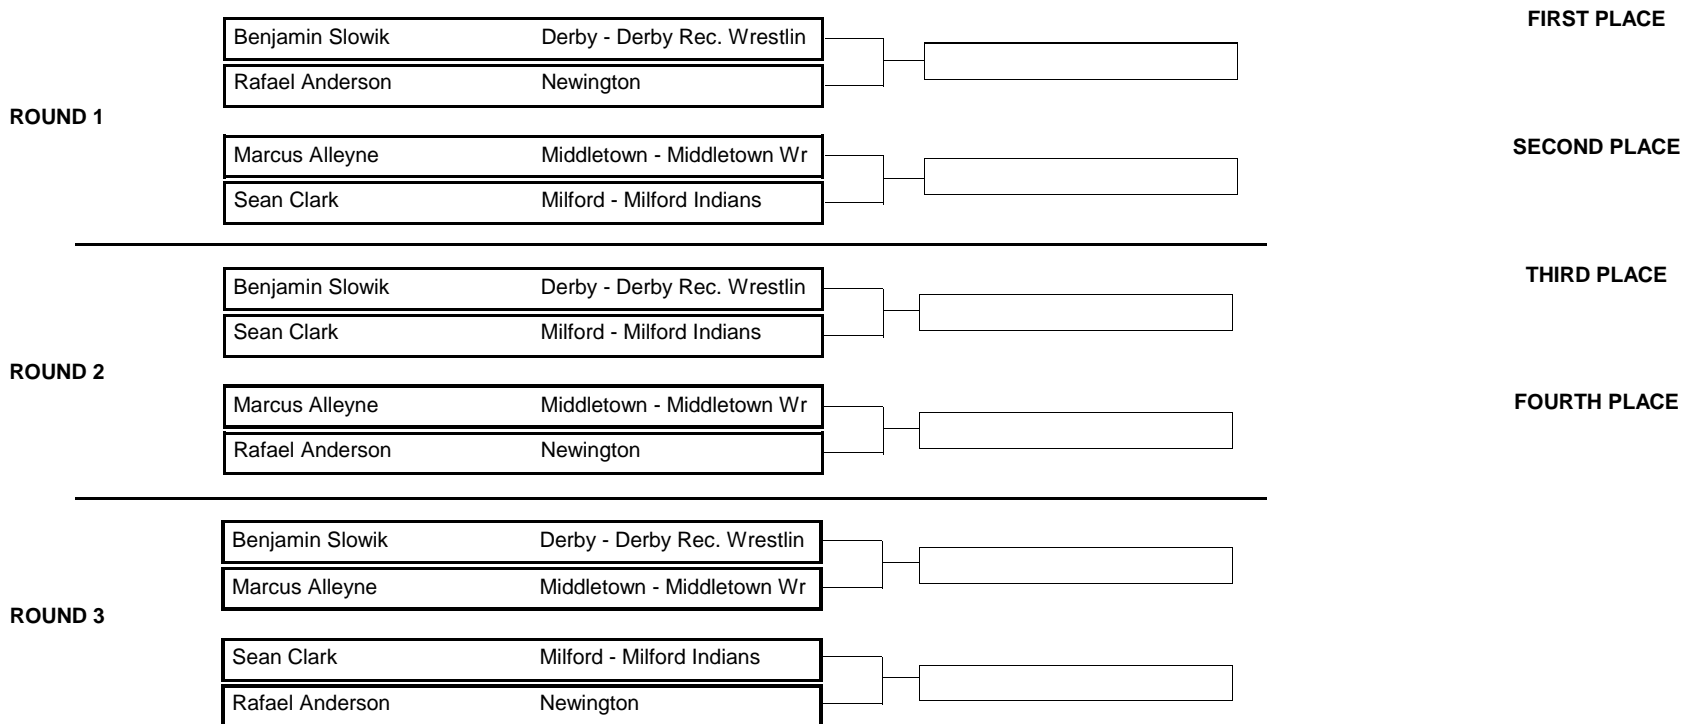 FIRST PLACE
Benjamin Slowik Derby - Derby Rec. Wrestlin
Rafael Anderson Newington
ROUND 1
Marcus Alleyne Middletown - Middletown Wr
SECOND PLACE
Sean Clark Milford - Milford Indians
THIRD PLACE
Benjamin Slowik Derby - Derby Rec. Wrestlin
Sean Clark Milford - Milford Indians
ROUND 2
Marcus Alleyne Middletown - Middletown Wr
FOURTH PLACE
Rafael Anderson Newington
Benjamin Slowik Derby - Derby Rec. Wrestlin
Marcus Alleyne Middletown - Middletown Wr
ROUND 3
Sean Clark Milford - Milford Indians
Rafael Anderson Newington